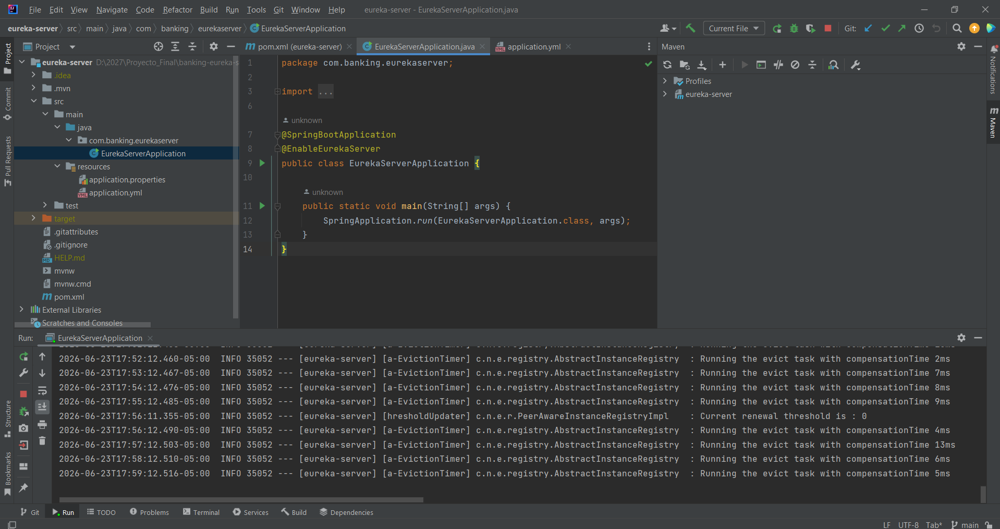 File Edit View Navigate Code Refactor Build Run Tools Git Window Help eureka-server - EurekaServerApplication.java
eureka-server src main java com banking eurekaserver EurekaServerApplication Current File Git:
Project
pom.xml (eureka-server) EurekaServerApplication.java application.yml
Maven
eureka-server D:\2027\Proyecto_Final\banking-eureka-s
.idea
.mvn
src
main
java
com.banking.eurekaserver
EurekaServerApplication
resources
application.properties
application.yml
test
target
.gitattributes
.gitignore
HELP.md
mvnw
mvnw.cmd
pom.xml
External Libraries
Scratches and Consoles
1 package com.banking.eurekaserver;
2
3 import ...
6
unknown
7 @SpringBootApplication
8 @EnableEurekaServer
9 public class EurekaServerApplication {
10
unknown
11 public static void main(String[] args) {
12 SpringApplication.run(EurekaServerApplication.class, args);
13 }
14 }
Profiles
eureka-server
Project
Commit
Pull Requests
Structure
Bookmarks
Notifications
Maven
Run: EurekaServerApplication
2026-06-23T17:52:12.460-05:00 INFO 35052 --- [eureka-server] [a-EvictionTimer] c.n.e.registry.AbstractInstanceRegistry : Running the evict task with compensationTime 2ms
2026-06-23T17:53:12.467-05:00 INFO 35052 --- [eureka-server] [a-EvictionTimer] c.n.e.registry.AbstractInstanceRegistry : Running the evict task with compensationTime 7ms
2026-06-23T17:54:12.476-05:00 INFO 35052 --- [eureka-server] [a-EvictionTimer] c.n.e.registry.AbstractInstanceRegistry : Running the evict task with compensationTime 8ms
2026-06-23T17:55:12.485-05:00 INFO 35052 --- [eureka-server] [a-EvictionTimer] c.n.e.registry.AbstractInstanceRegistry : Running the evict task with compensationTime 9ms
2026-06-23T17:56:11.355-05:00 INFO 35052 --- [eureka-server] [hresholdUpdater] c.n.e.r.PeerAwareInstanceRegistryImpl : Current renewal threshold is : 0
2026-06-23T17:56:12.490-05:00 INFO 35052 --- [eureka-server] [a-EvictionTimer] c.n.e.registry.AbstractInstanceRegistry : Running the evict task with compensationTime 4ms
2026-06-23T17:57:12.503-05:00 INFO 35052 --- [eureka-server] [a-EvictionTimer] c.n.e.registry.AbstractInstanceRegistry : Running the evict task with compensationTime 13ms
2026-06-23T17:58:12.510-05:00 INFO 35052 --- [eureka-server] [a-EvictionTimer] c.n.e.registry.AbstractInstanceRegistry : Running the evict task with compensationTime 6ms
2026-06-23T17:59:12.516-05:00 INFO 35052 --- [eureka-server] [a-EvictionTimer] c.n.e.registry.AbstractInstanceRegistry : Running the evict task with compensationTime 5ms
Git Run TODO Problems Terminal Services Build Dependencies
LF UTF-8 Tab* main